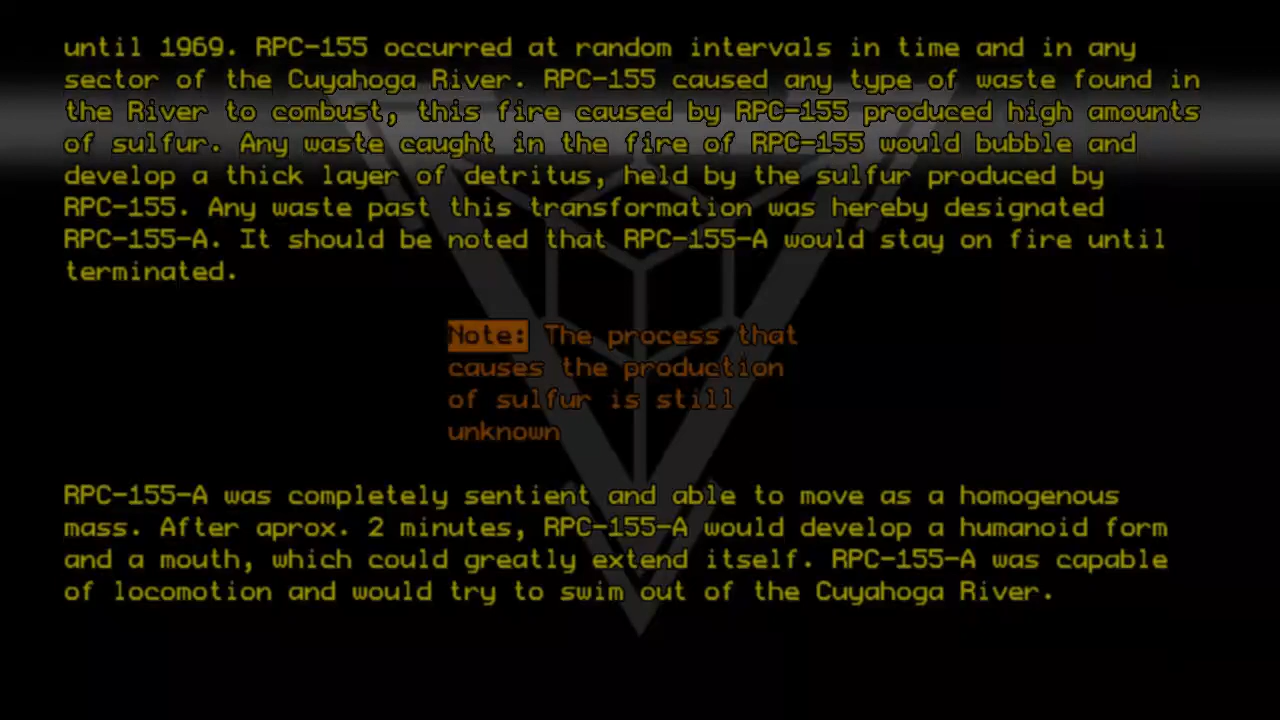 until 1969. RPC-155 occurred at random intervals in time and in any
sector of the Cuyahoga River. RPC-155 caused any type of waste found in
the River to combust, this fire caused by RPC-155 produced high amounts
of sulfur. Any waste caught in the fire of RPC-155 would bubble and
develop a thick layer of detritus, held by the sulfur produced by
RPC-155. Any waste past this transformation was hereby designated
RPC-155-A. It should be noted that RPC-155-A would stay on fire until
terminated.
Note: The process that
causes the production
of sulfur is still
unknown
RPC-155-A was completely sentient and able to move as a homogenous
mass. After aprox. 2 minutes, RPC-155-A would develop a humanoid form
and a mouth, which could greatly extend itself. RPC-155-A was capable
of locomotion and would try to swim out of the Cuyahoga River.